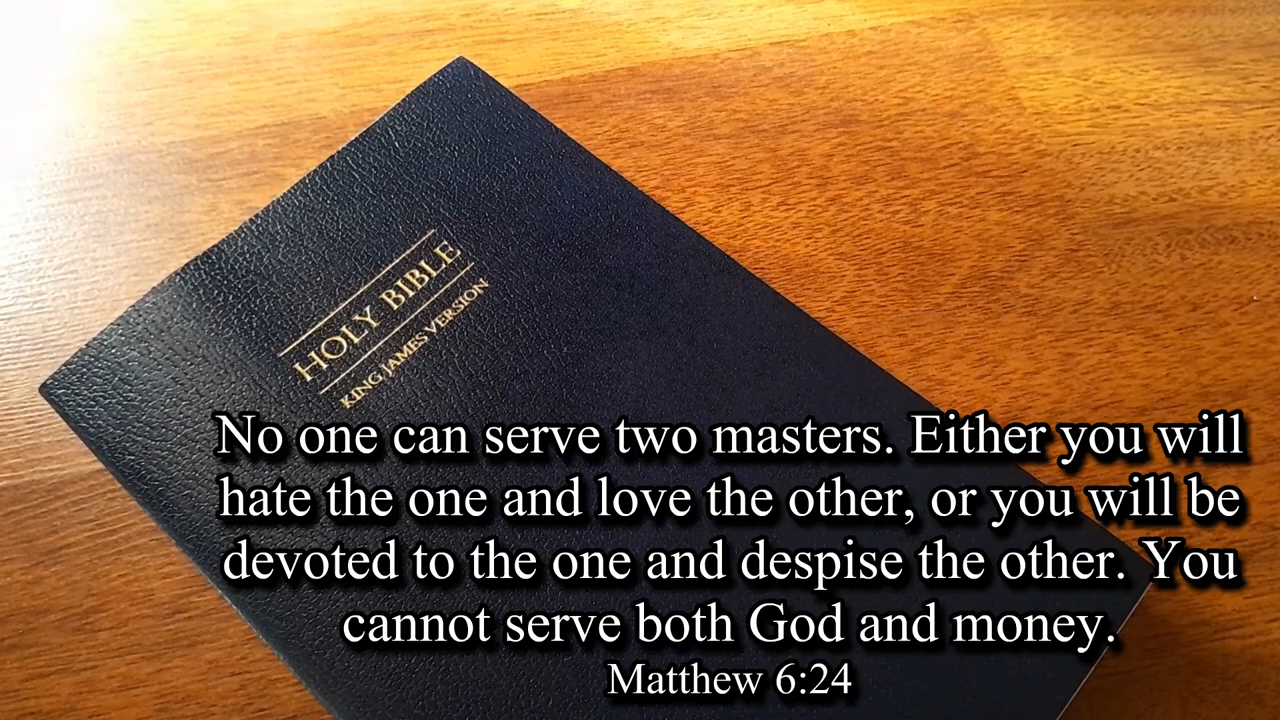 HOLY BIBLE
KING JAMES VERSION
No one can serve two masters. Either you will
hate the one and love the other, or you will be
devoted to the one and despise the other. You
cannot serve both God and money.
Matthew 6:24